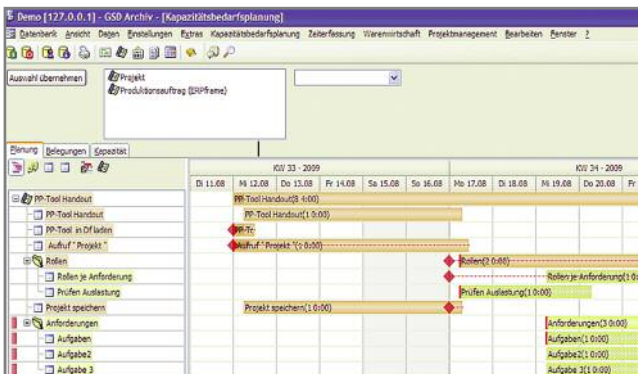 Demo [127.0.0.1] - GSD Archiv - [Kapazitätsbedarfsplanung]
Datenbank Ansicht Daten Einstellungen Extras Kapazitätsbedarfsplanung Zeiterfassung Warenwirtschaft Projektmanagement Bearbeiten Fenster ?
Auswahl übernehmen
Projekt
Produktionsauftrag (ERPframe)
Planung Belegungen Kapazität
KW 33 - 2009 KW 34 - 2009
Di 11.08 Mi 12.08 Do 13.08 Fr 14.08 Sa 15.08 So 16.08 Mo 17.08 Di 18.08 Mi 19.08 Do 20.08 Fr
PP-Tool Handout PP-Tool Handout(8 4:00)
PP-Tool Handout PP-Tool Handout(1 0:00)
PP-Tool in Df laden PP-Tc
Aufruf "Projekt" Aufruf "Projekt"(1 0:00)
Rollen Rollen(2 0:00)
Rollen je Anforderung Rollen je Anforderung(1 0:0
Prüfen Auslastung Prüfen Auslastung(1 0:00)
Projekt speichern Projekt speichern(1 0:00)
Anforderungen Anforderungen(3 0:00)
Aufgaben Aufgaben(1 0:00)
Aufgabe2 Aufgabe2(1 0:00)
Aufgabe 3 Aufgabe 3(1 0:00)